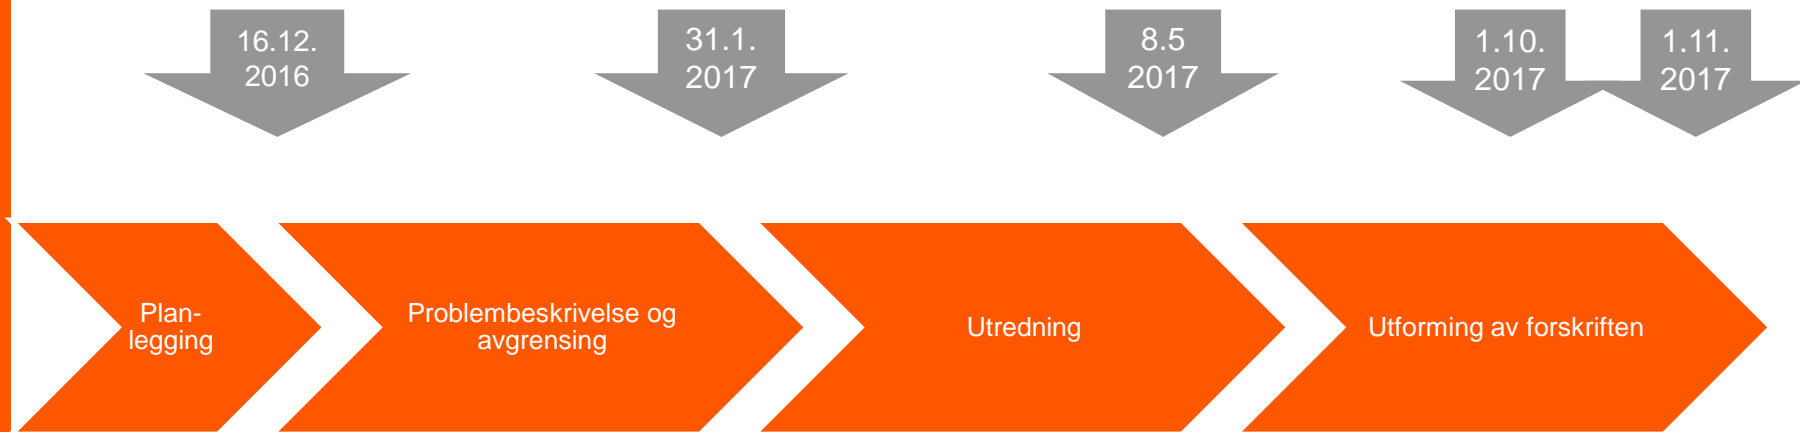 16.12.
2016
31.1.
2017
8.5
2017
1.10.
2017
1.11.
2017
Plan-
legging
Problembeskrivelse og
avgrensing
Utredning
Utforming av forskriften